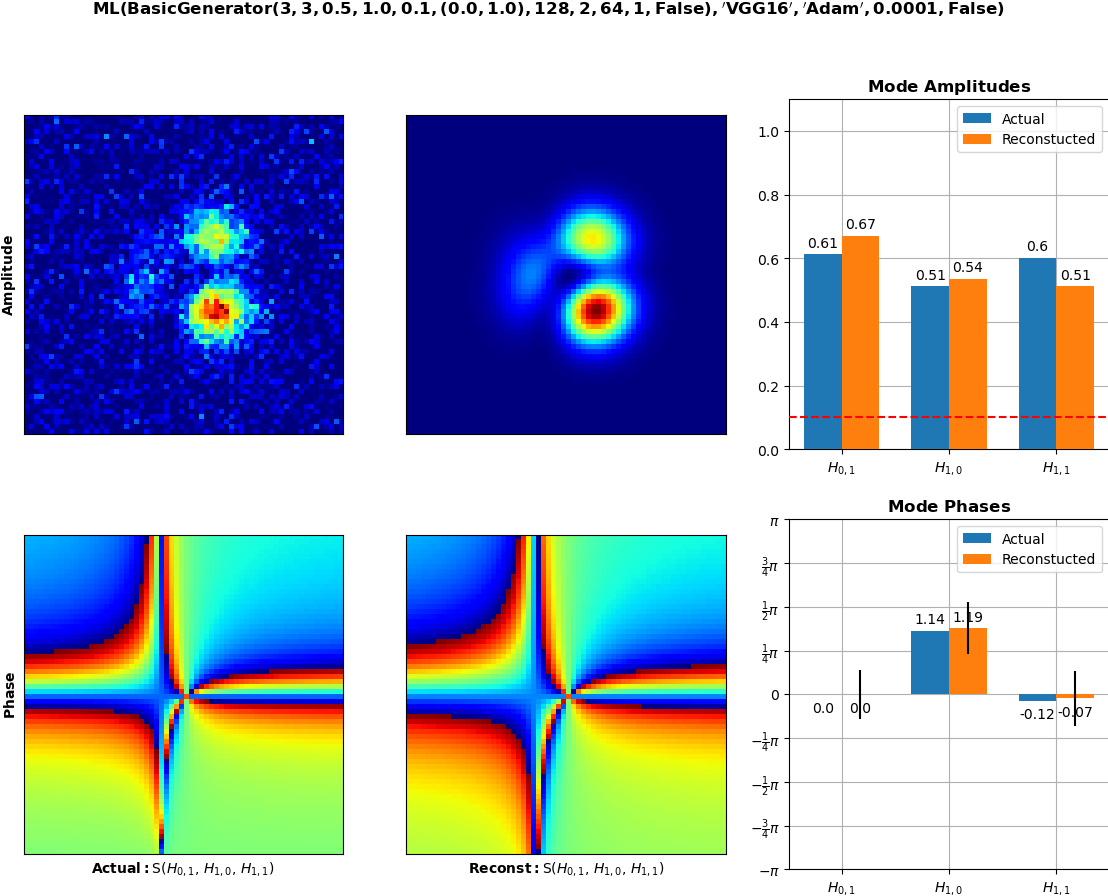 ML(BasicGenerator(3, 3, 0.5, 1.0, 0.1, (0.0, 1.0), 128, 2, 64, 1, False), ′VGG16′, ′Adam′, 0.0001, False)
Amplitude
Mode Amplitudes
Actual
Reconstucted
1.0
0.8
0.6
0.4
0.2
0.0
0.61
0.67
0.51
0.54
0.6
0.51
H0,1
H1,0
H1,1
Phase
Actual: S(H0,1, H1,0, H1,1)
Reconst: S(H0,1, H1,0, H1,1)
Mode Phases
Actual
Reconstucted
π
3/4π
1/2π
1/4π
0
−1/4π
−1/2π
−3/4π
−π
0.0
0.0
1.14
1.19
-0.12
-0.07
H0,1
H1,0
H1,1